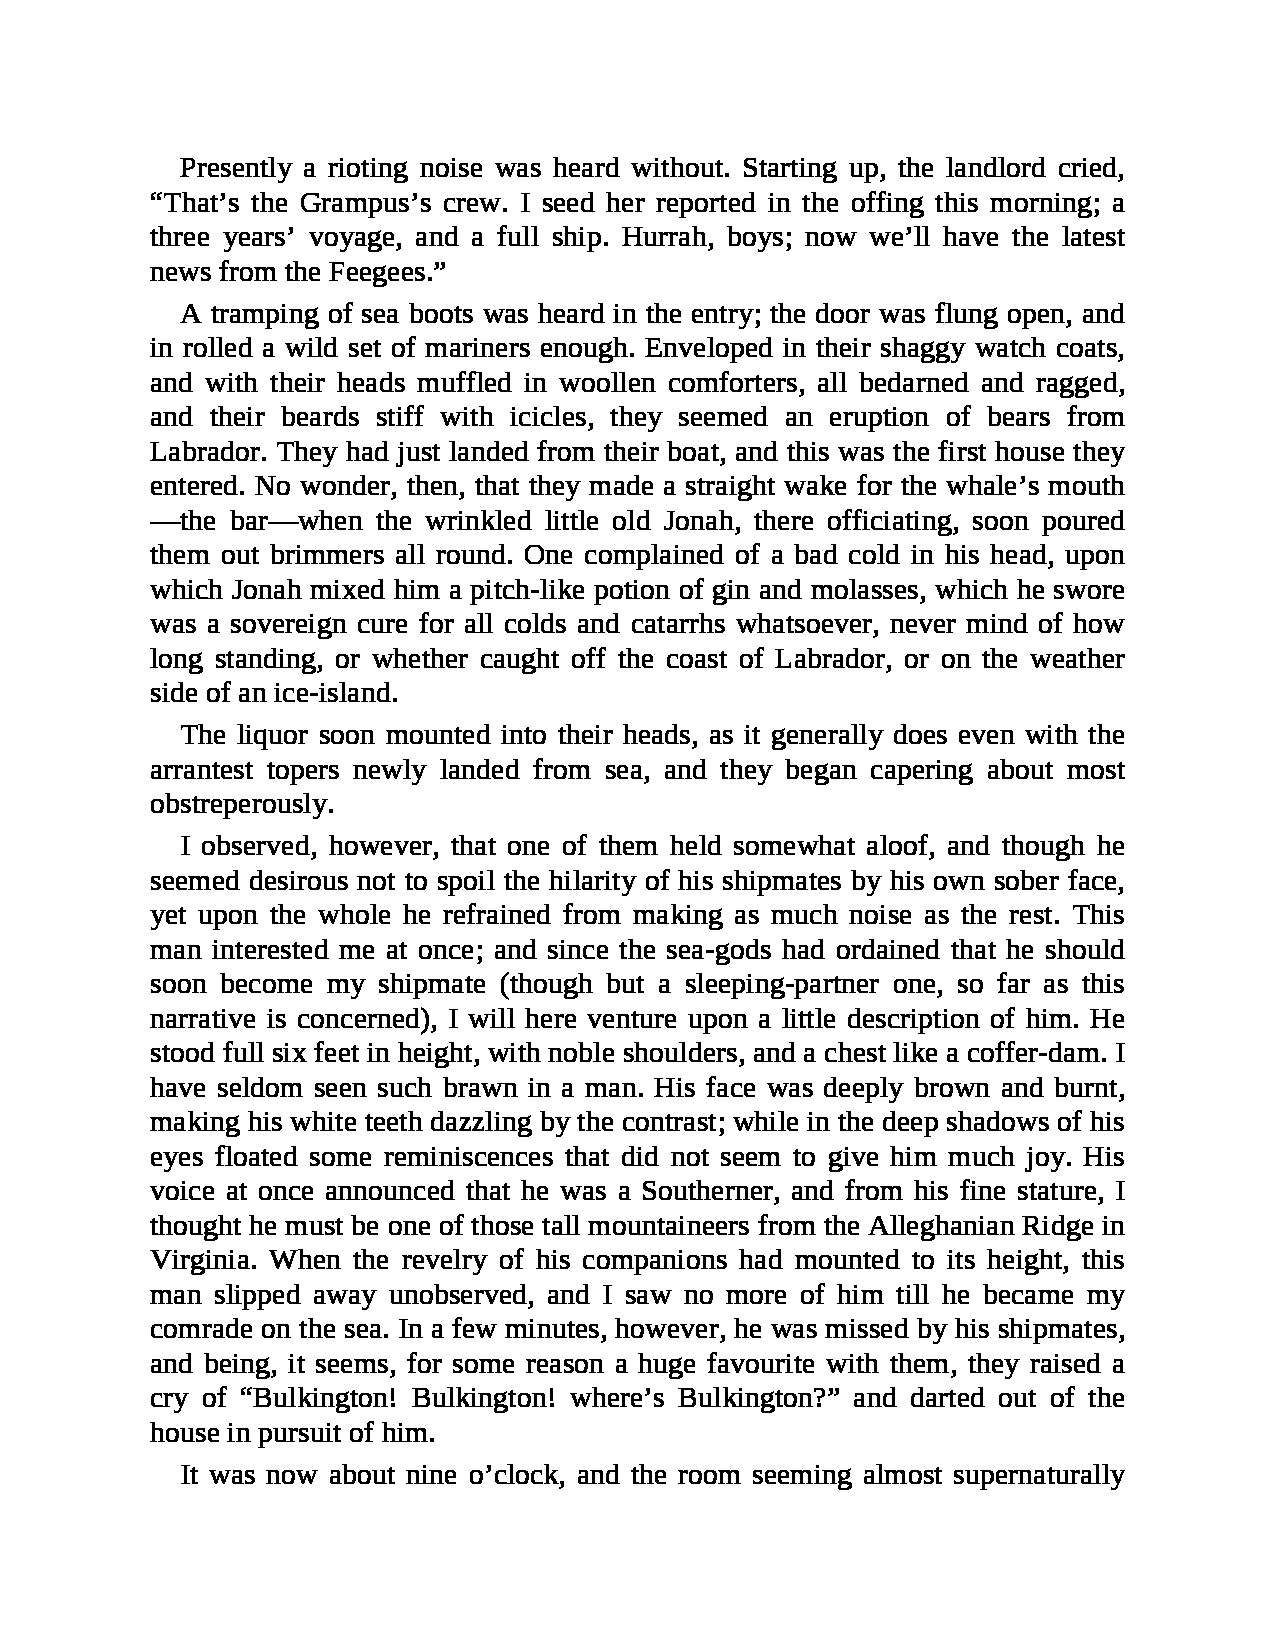 Presently a rioting noise was heard without. Starting up, the landlord cried,
“That’s the Grampus’s crew. I seed her reported in the offing this morning; a
three years’ voyage, and a full ship. Hurrah, boys; now we’ll have the latest
news from the Feegees.”
A tramping of sea boots was heard in the entry; the door was flung open, and
in rolled a wild set of mariners enough. Enveloped in their shaggy watch coats,
and with their heads muffled in woollen comforters, all bedarned and ragged,
and their beards stiff with icicles, they seemed an eruption of bears from
Labrador. They had just landed from their boat, and this was the first house they
entered. No wonder, then, that they made a straight wake for the whale’s mouth
—the bar—when the wrinkled little old Jonah, there officiating, soon poured
them out brimmers all round. One complained of a bad cold in his head, upon
which Jonah mixed him a pitch-like potion of gin and molasses, which he swore
was a sovereign cure for all colds and catarrhs whatsoever, never mind of how
long standing, or whether caught off the coast of Labrador, or on the weather
side of an ice-island.
The liquor soon mounted into their heads, as it generally does even with the
arrantest topers newly landed from sea, and they began capering about most
obstreperously.
I observed, however, that one of them held somewhat aloof, and though he
seemed desirous not to spoil the hilarity of his shipmates by his own sober face,
yet upon the whole he refrained from making as much noise as the rest. This
man interested me at once; and since the sea-gods had ordained that he should
soon become my shipmate (though but a sleeping-partner one, so far as this
narrative is concerned), I will here venture upon a little description of him. He
stood full six feet in height, with noble shoulders, and a chest like a coffer-dam. I
have seldom seen such brawn in a man. His face was deeply brown and burnt,
making his white teeth dazzling by the contrast; while in the deep shadows of his
eyes floated some reminiscences that did not seem to give him much joy. His
voice at once announced that he was a Southerner, and from his fine stature, I
thought he must be one of those tall mountaineers from the Alleghanian Ridge in
Virginia. When the revelry of his companions had mounted to its height, this
man slipped away unobserved, and I saw no more of him till he became my
comrade on the sea. In a few minutes, however, he was missed by his shipmates,
and being, it seems, for some reason a huge favourite with them, they raised a
cry of “Bulkington! Bulkington! where’s Bulkington?” and darted out of the
house in pursuit of him.
It was now about nine o’clock, and the room seeming almost supernaturally